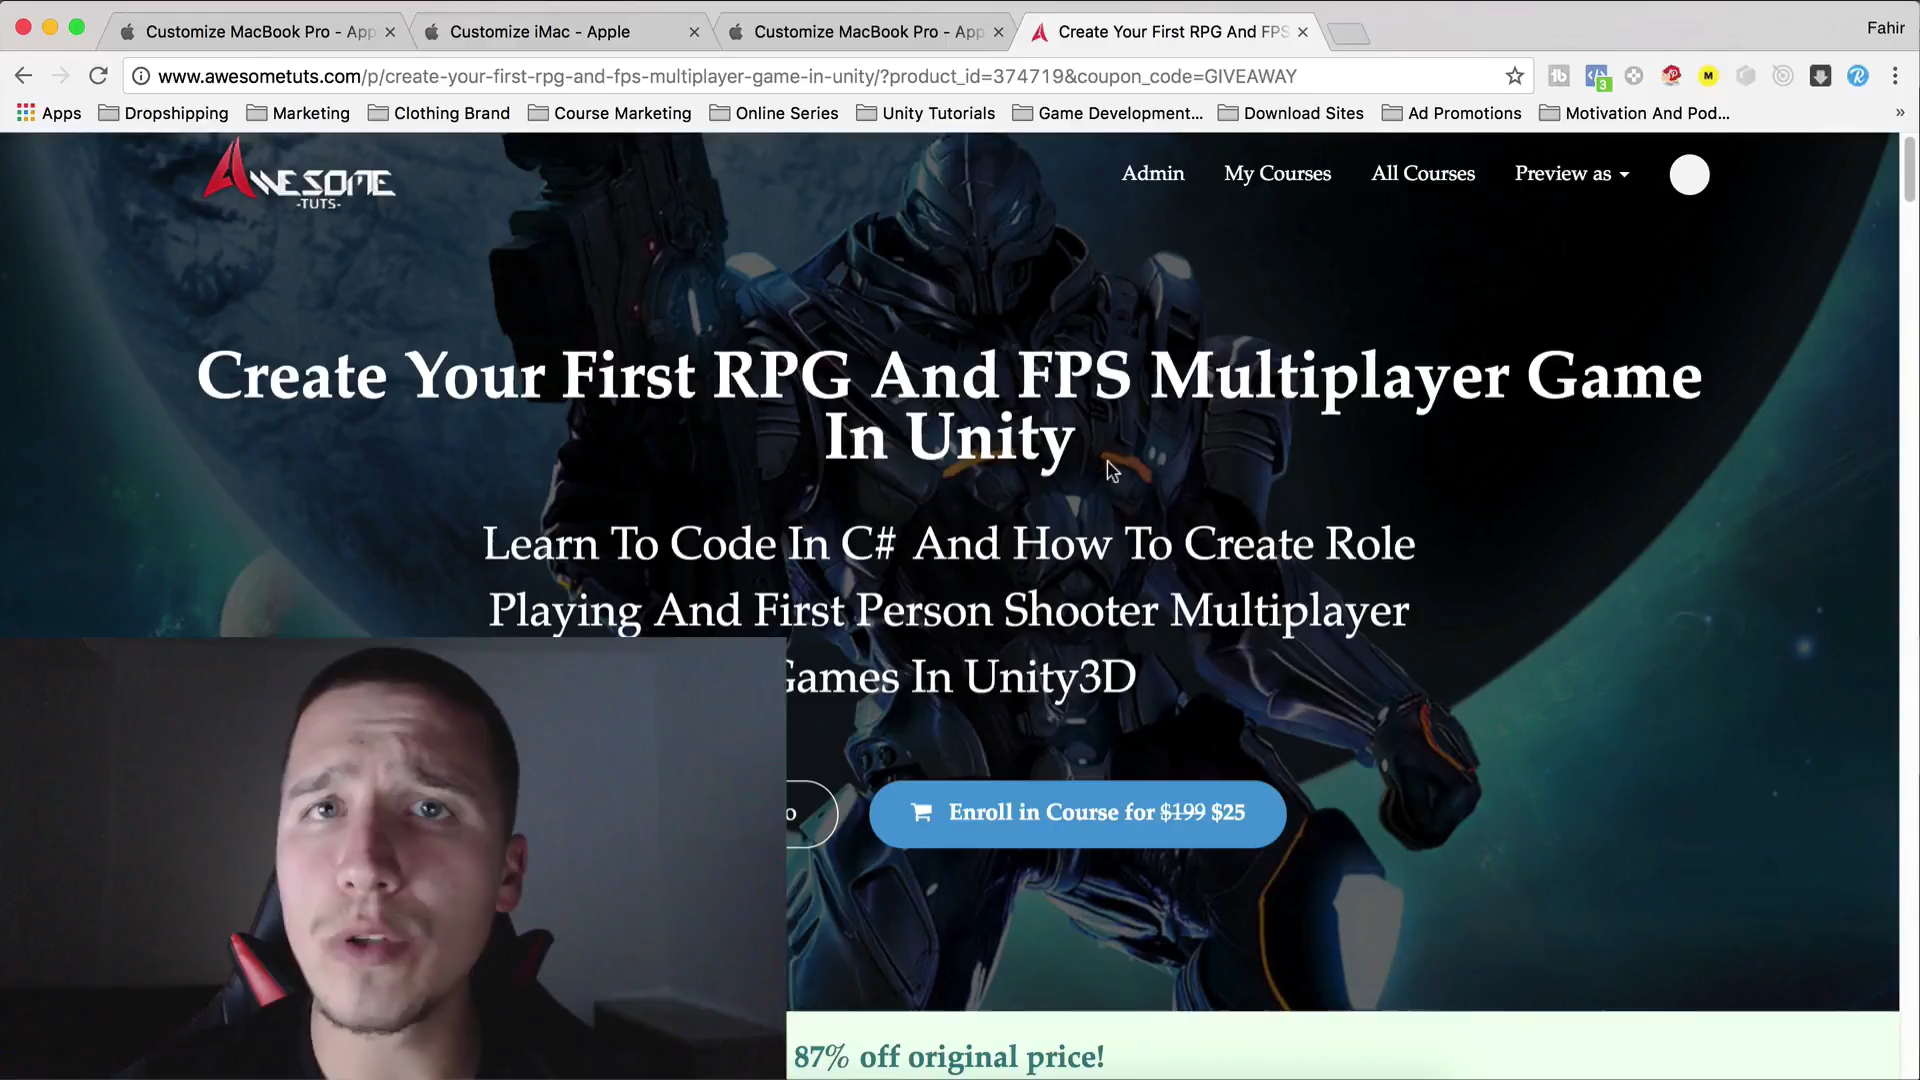 Customize MacBook Pro - App
Customize iMac - Apple
Customize MacBook Pro - App
Create Your First RPG And FPS
Fahir
www.awesometuts.com/p/create-your-first-rpg-and-fps-multiplayer-game-in-unity/?product_id=374719&coupon_code=GIVEAWAY
3
M
Apps
Dropshipping
Marketing
Clothing Brand
Course Marketing
Online Series
Unity Tutorials
Game Development...
Download Sites
Ad Promotions
Motivation And Pod...
AWESOME
-TUTS-
Admin
My Courses
All Courses
Preview as
Create Your First RPG And FPS Multiplayer Game
In Unity
Learn To Code In C# And How To Create Role
Playing And First Person Shooter Multiplayer
Games In Unity3D
o
Enroll in Course for $199 $25
87% off original price!